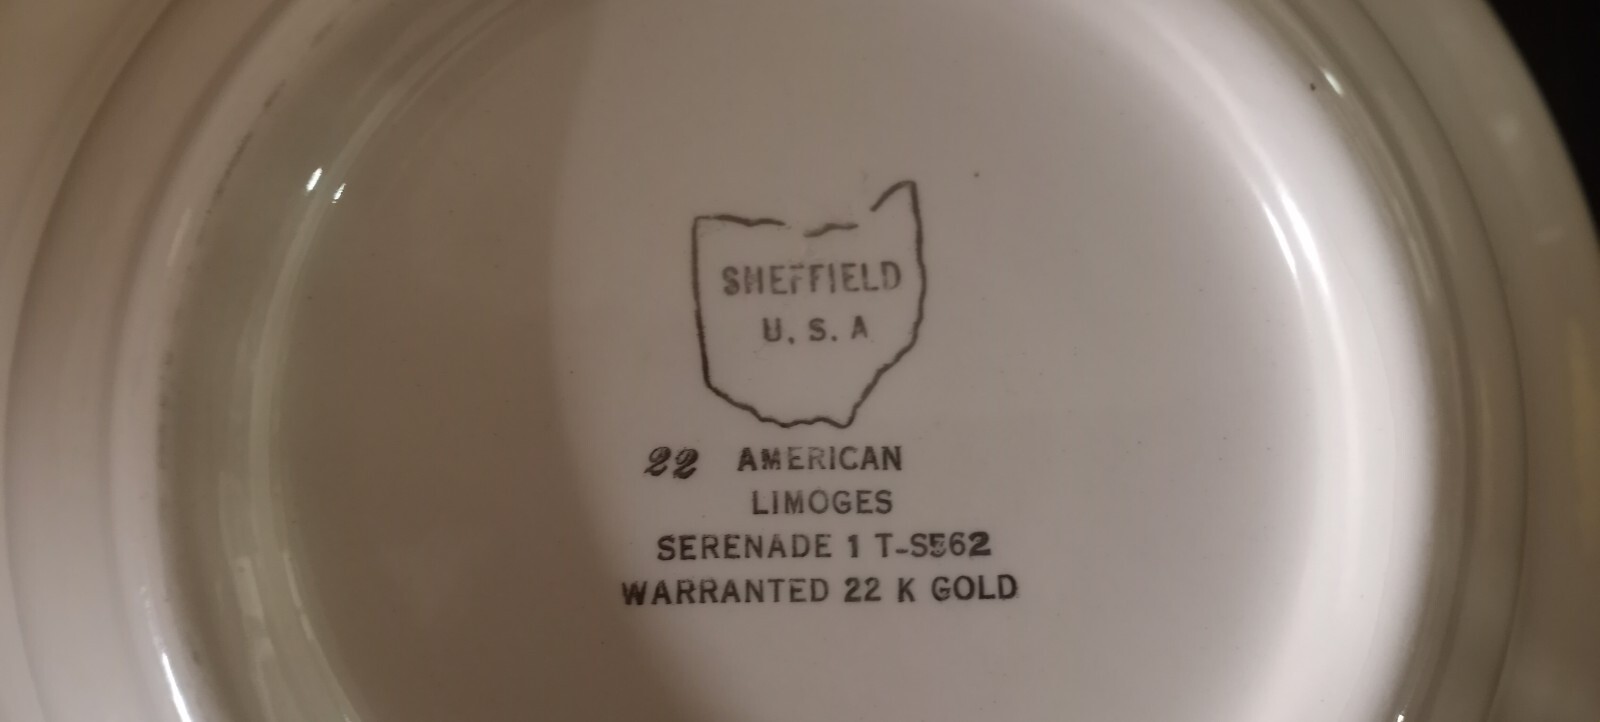 SHEFFIELD
U. S. A
22 AMERICAN
LIMOGES
SERENADE 1 T-S562
WARRANTED 22 K GOLD